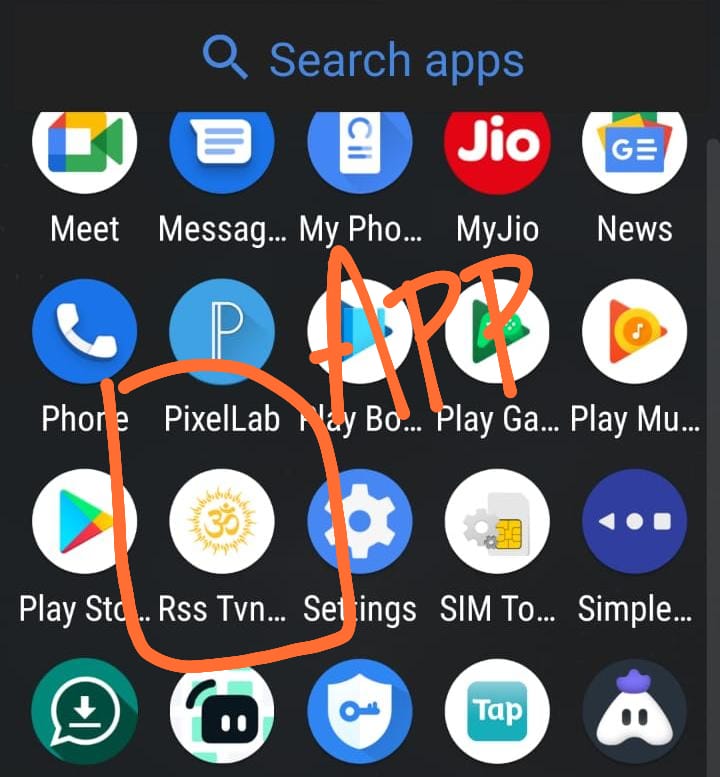 Search apps
Jio
GE
Meet
Messag...
My Pho...
MyJio
News
APP
P
Phone
PixelLab
Play Bo...
Play Ga...
Play Mu...
ॐ
Play Sto...
Rss Tvn...
Settings
SIM To...
Simple...
Tap